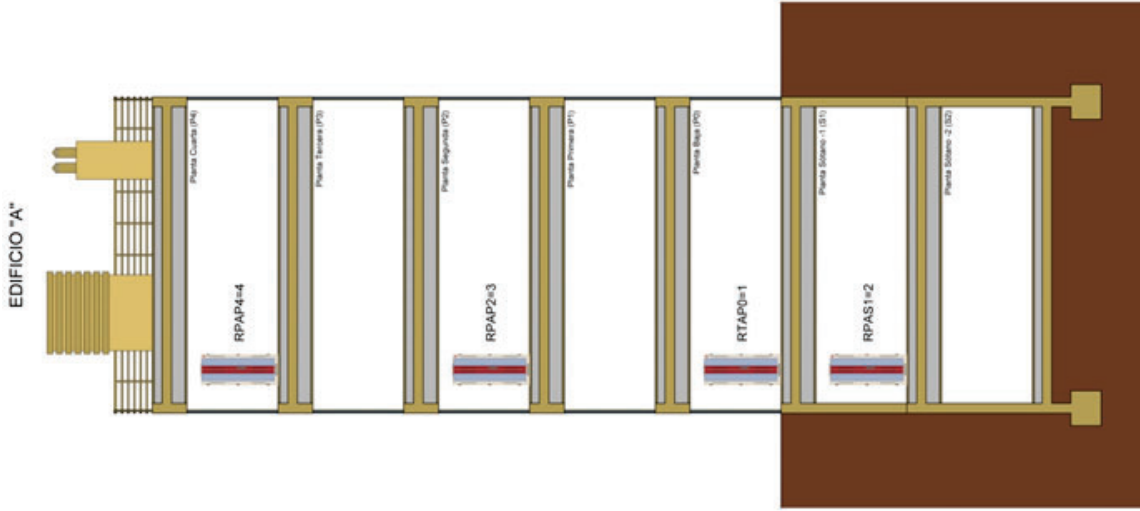 EDIFICIO "A"
Planta Cuarta (P4)
RPAP4=4
Planta Tercera (P3)
Planta Segunda (P2)
RPAP2=3
Planta Primera (P1)
Planta Baja (P0)
RTAP0=1
Planta Sótano -1 (S1)
RPAS1=2
Planta Sótano -2 (S2)